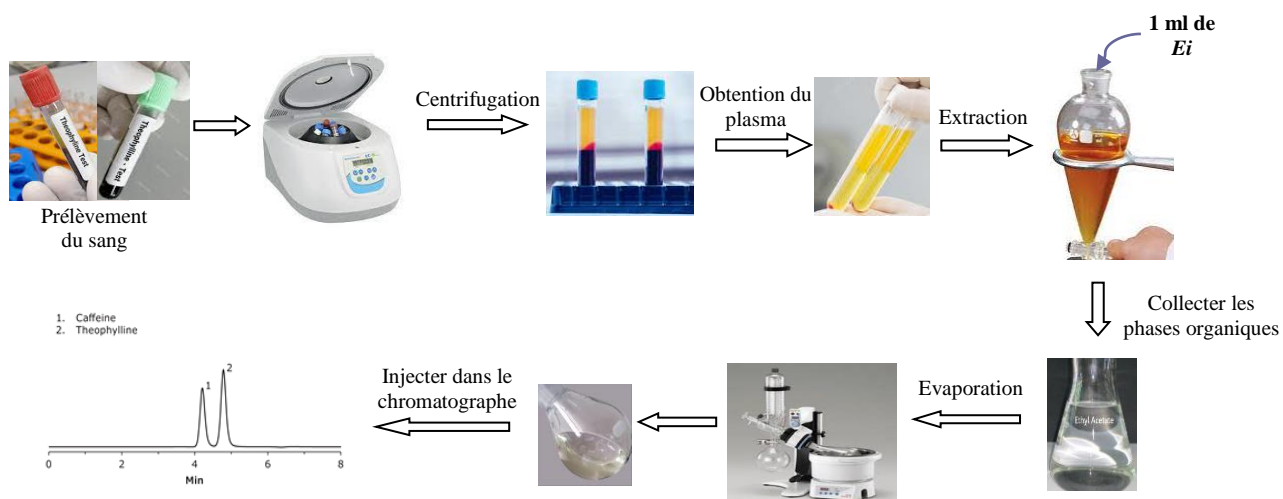 1 ml de
Ei
Theophyline Test
Theophylline - Test
Prélèvement
du sang
Centrifugation
Obtention du
plasma
Extraction
Collecter les
phases organiques
Ethyl Acetate
Evaporation
Injecter dans le
chromatographe
1. Caffeine
2. Theophylline
1
2
0 2 4 6 8
Min